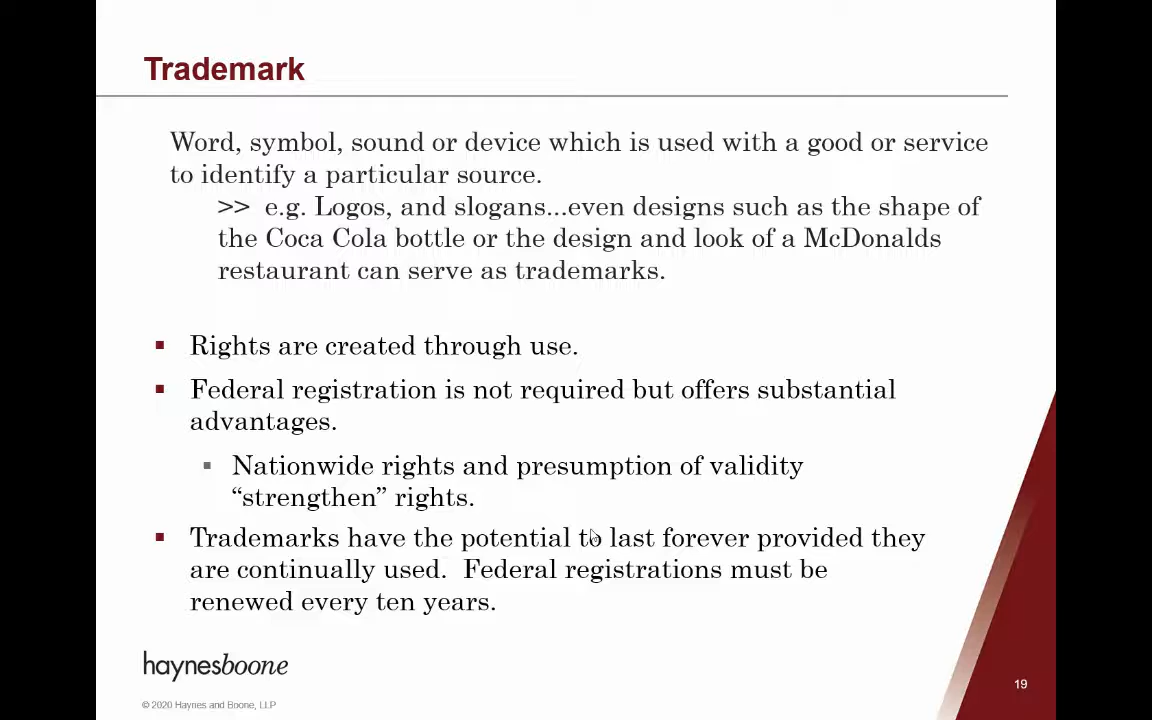 Trademark
Word, symbol, sound or device which is used with a good or service
to identify a particular source.
>> e.g. Logos, and slogans...even designs such as the shape of
the Coca Cola bottle or the design and look of a McDonalds
restaurant can serve as trademarks.
▪ Rights are created through use.
▪ Federal registration is not required but offers substantial
advantages.
▪ Nationwide rights and presumption of validity
“strengthen” rights.
▪ Trademarks have the potential to last forever provided they
are continually used. Federal registrations must be
renewed every ten years.
haynesboone
19
© 2020 Haynes and Boone, LLP